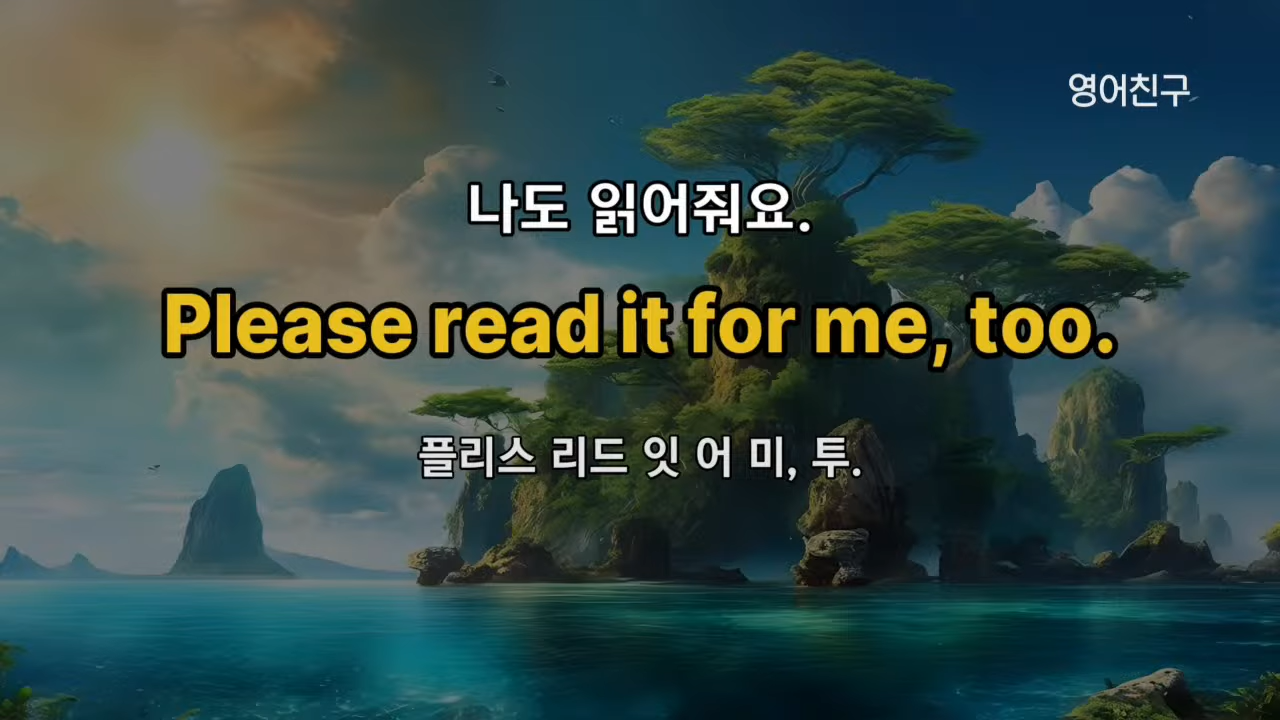 영어친구
나도 읽어줘요.
Please read it for me, too.
플리스 리드 잇 어 미, 투.